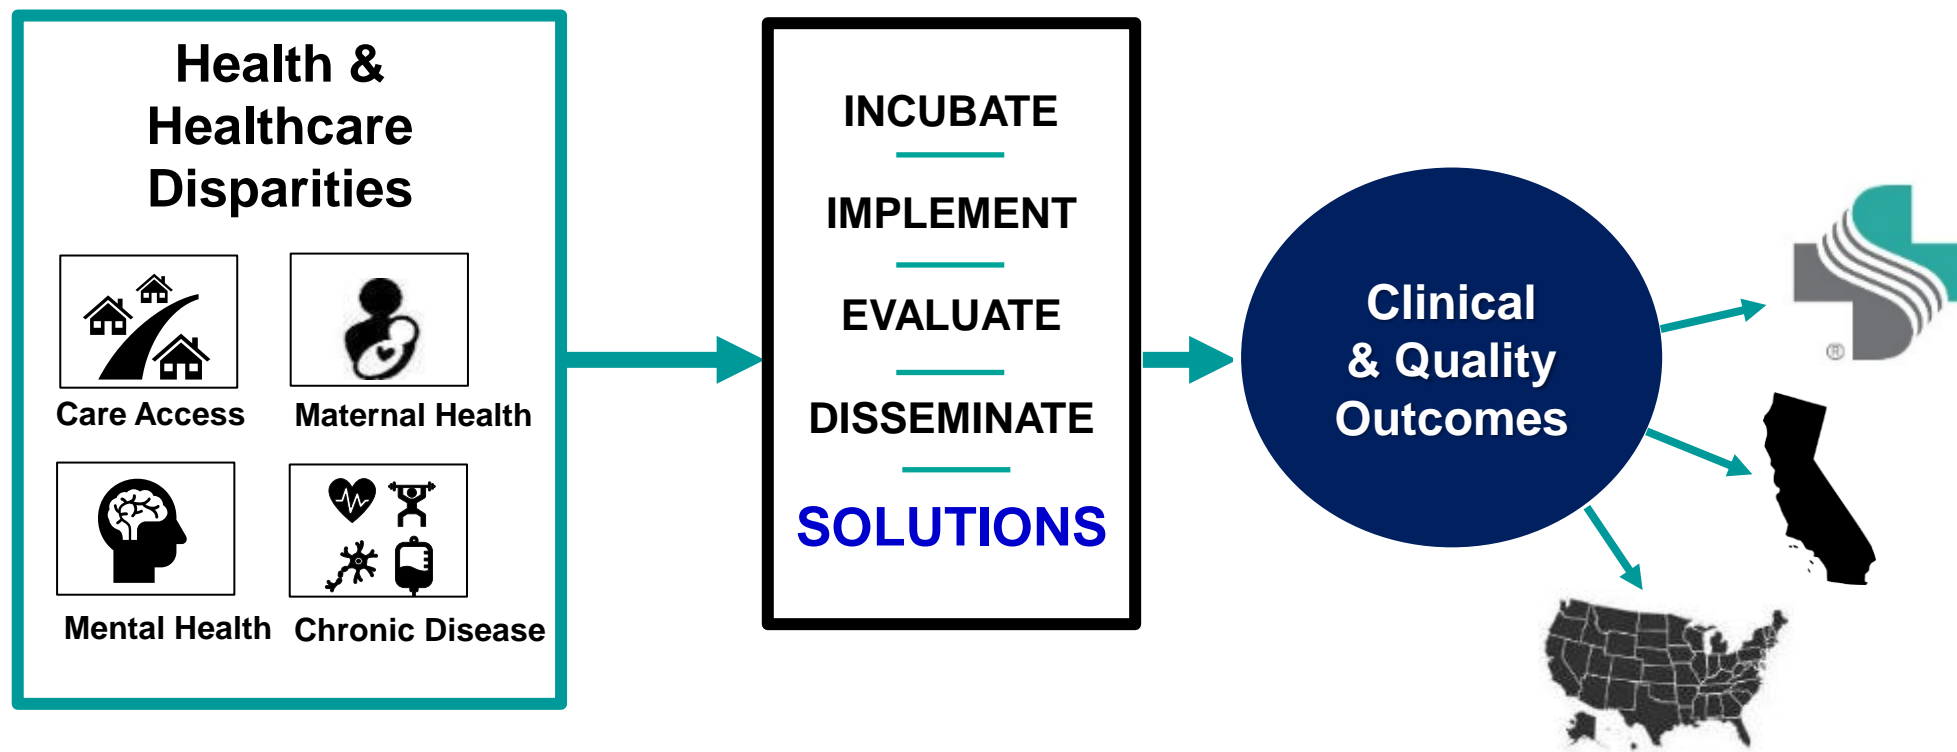 Health &
Healthcare
Disparities
Care Access
Maternal Health
Mental Health
Chronic Disease
INCUBATE
IMPLEMENT
EVALUATE
DISSEMINATE
SOLUTIONS
Clinical
& Quality
Outcomes
®